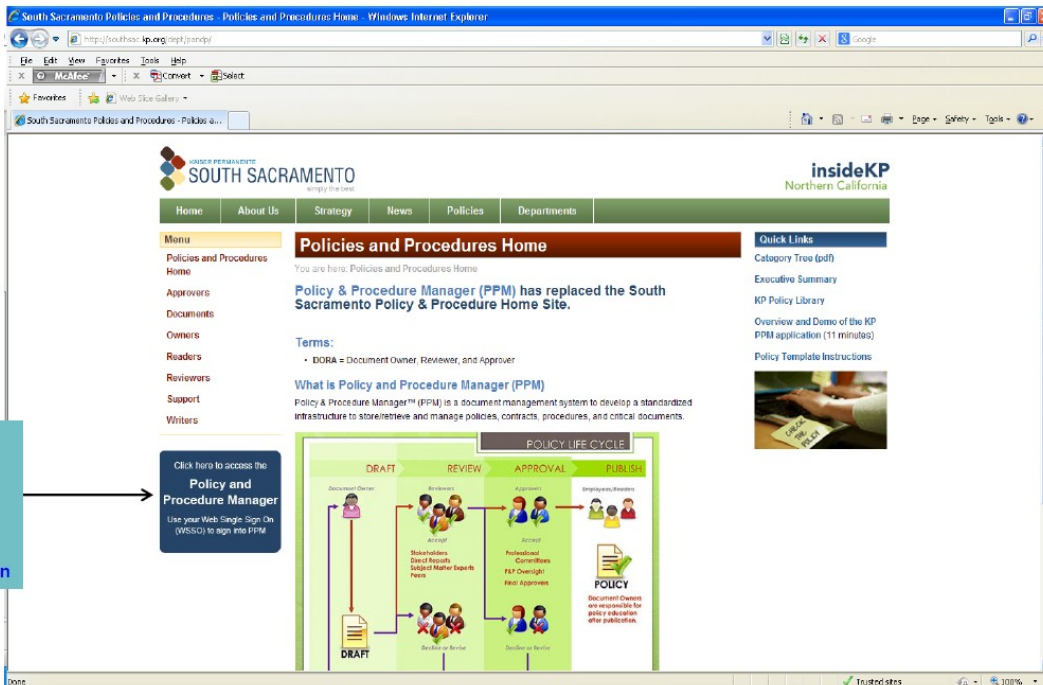 South Sacramento Policies and Procedures - Policies and Procedures Home - Windows Internet Explorer
http://southsac.kp.org/dept/pandp/
Google
File Edit View Favorites Tools Help
X McAfee X Convert Select
Favorites Web Slice Gallery
South Sacramento Policies and Procedures - Policies a...
Page Safety Tools
KAISER PERMANENTE
SOUTH SACRAMENTO
simply the best
insideKP
Northern California
Home About Us Strategy News Policies Departments
Menu
Policies and Procedures
Home
Approvers
Documents
Owners
Readers
Reviewers
Support
Writers
Click here to access the
Policy and
Procedure Manager
Use your Web Single Sign On
(WSSO) to sign into PPM
n
Policies and Procedures Home
You are here: Policies and Procedures Home
Policy & Procedure Manager (PPM) has replaced the South
Sacramento Policy & Procedure Home Site.
Terms:
• DORA = Document Owner, Reviewer, and Approver
What is Policy and Procedure Manager (PPM)
Policy & Procedure Manager™ (PPM) is a document management system to develop a standardized
infrastructure to store/retrieve and manage policies, contracts, procedures, and critical documents.
POLICY LIFE CYCLE
DRAFT REVIEW APPROVAL PUBLISH
Document Owner Reviewers Approvers Employees/Readers
Accept Accept
Stakeholders
Direct Reports
Subject Matter Experts
Peers
Professional
Committees
P&P Oversight
Final Approvers
POLICY
Document Owners
are responsible for
policy education
after publication.
DRAFT
Decline or Revise Decline or Revise
Quick Links
Category Tree (pdf)
Executive Summary
KP Policy Library
Overview and Demo of the KP
PPM application (11 minutes)
Policy Template Instructions
CHECK
THE
POLICY
Done
Trusted sites
100%